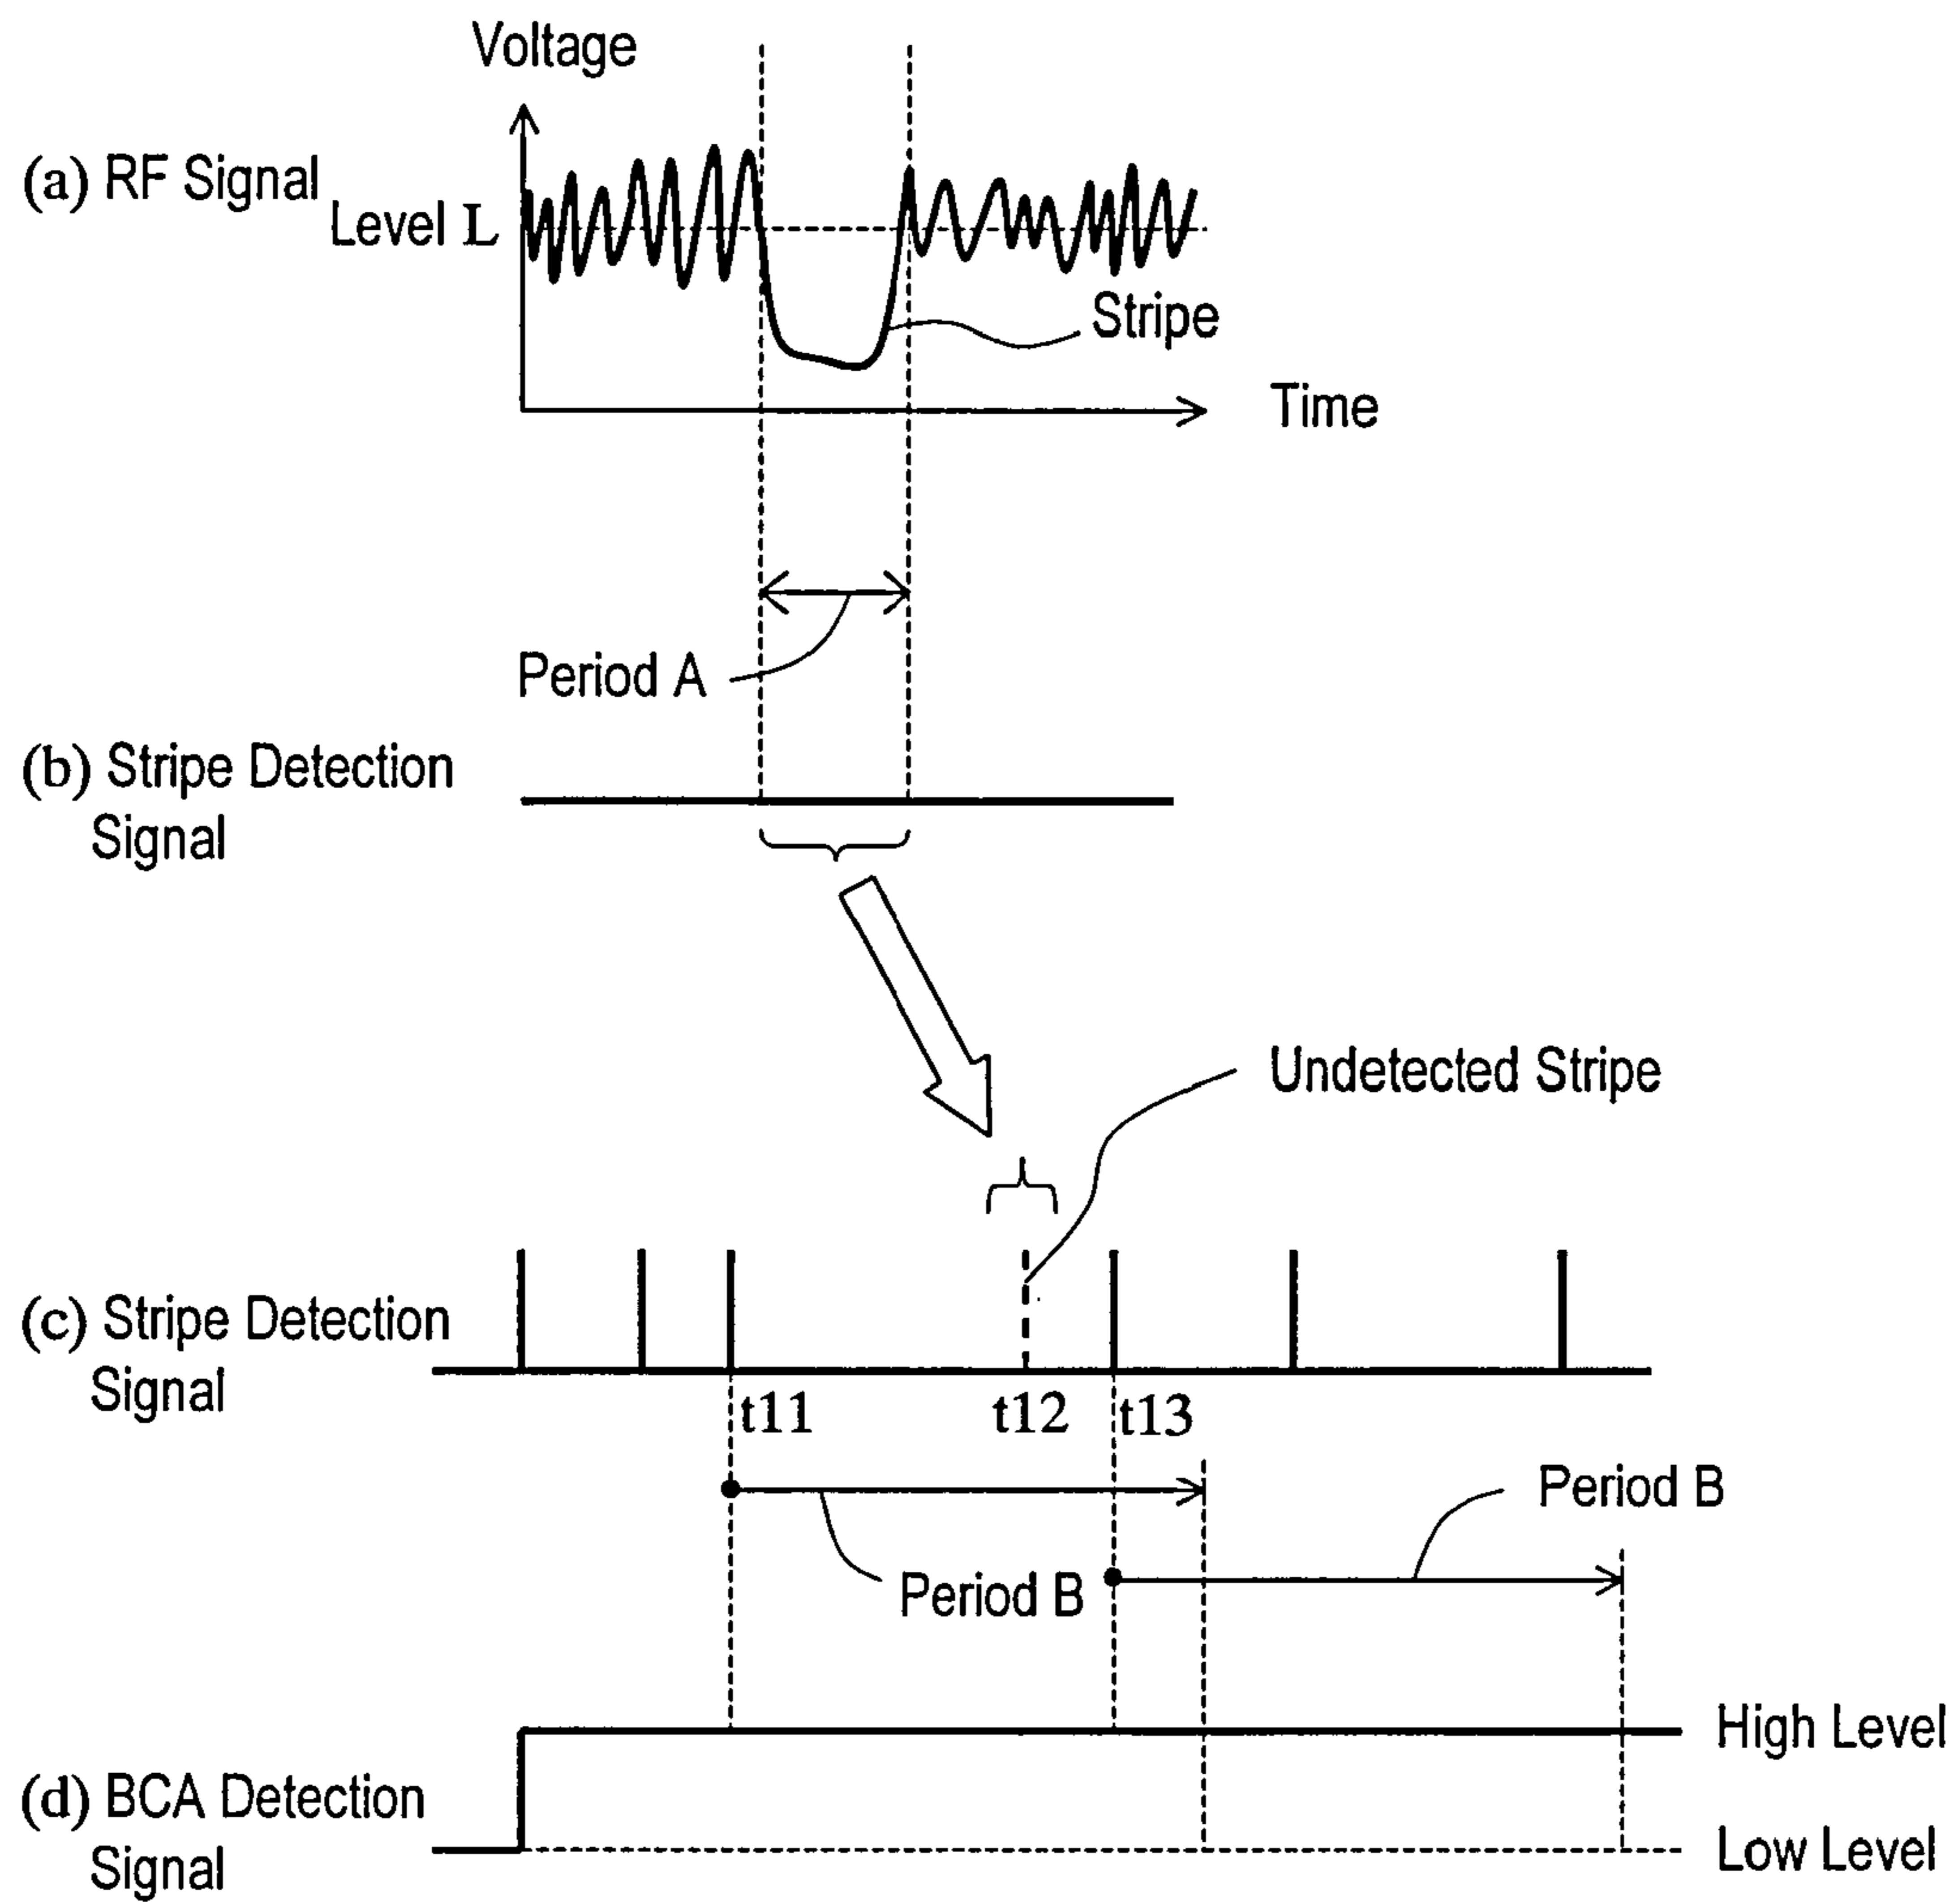 Voltage
(a) RF Signal
Level L
Stripe
Time
Period A
(b) Stripe Detection
Signal
Undetected Stripe
(c) Stripe Detection
Signal
t11
t12
t13
Period B
Period B
High Level
(d) BCA Detection
Signal
Low Level